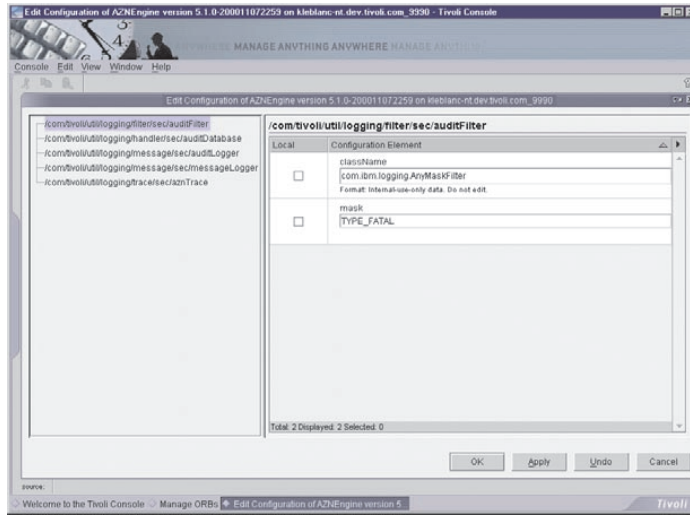 Edit Configuration of AZNEngine version 5.1.0-200011072259 on kleblanc-nt.dev.tivoli.com_9990 - Tivoli Console
MANAGE ANYTHING ANYWHERE
Console Edit View Window Help
Edit Configuration of AZNEngine version 5.1.0-200011072259 on kleblanc-nt.dev.tivoli.com_9990
/com/tivoli/util/logging/filter/sec/auditFilter
/com/tivoli/util/logging/handler/sec/auditDatabase
/com/tivoli/util/logging/message/sec/auditLogger
/com/tivoli/util/logging/message/sec/messageLogger
/com/tivoli/util/logging/trace/sec/aznTrace
/com/tivoli/util/logging/filter/sec/auditFilter
Local Configuration Element
className
com.ibm.logging.AnyMaskFilter
Format: Internal-use-only data. Do not edit.
mask
TYPE_FATAL
Total: 2 Displayed: 2 Selected: 0
OK Apply Undo Cancel
source:
Welcome to the Tivoli Console Manage ORBs Edit Configuration of AZNEngine version 5
Tivoli